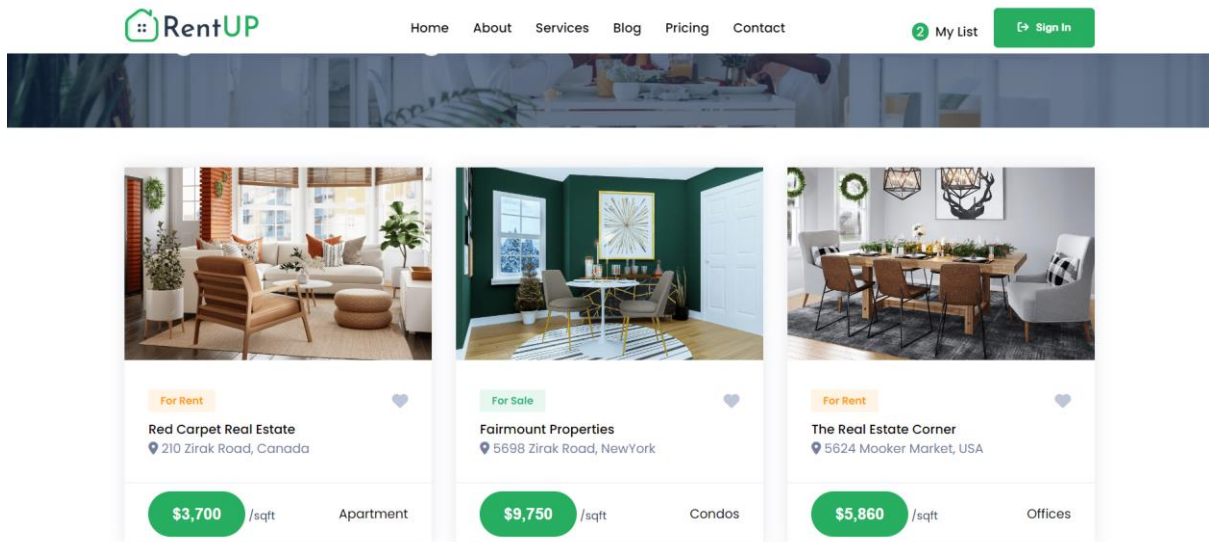 RentUP
Home About Services Blog Pricing Contact
2 My List
Sign In
For Rent
Red Carpet Real Estate
210 Zirak Road, Canada
$3,700 /sqft
Apartment
For Sale
Fairmount Properties
5698 Zirak Road, NewYork
$9,750 /sqft
Condos
For Rent
The Real Estate Corner
5624 Mooker Market, USA
$5,860 /sqft
Offices